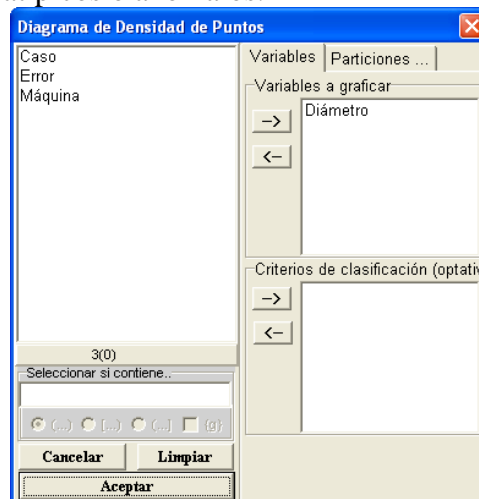 Diagrama de Densidad de Puntos
Caso
Error
Máquina
3(0)
Seleccionar si contiene..
(...) [...) (...] {g}
Cancelar Limpiar
Aceptar
Variables Particiones ...
Variables a graficar
-->
<--
Diámetro
Criterios de clasificación (optativ
-->
<--